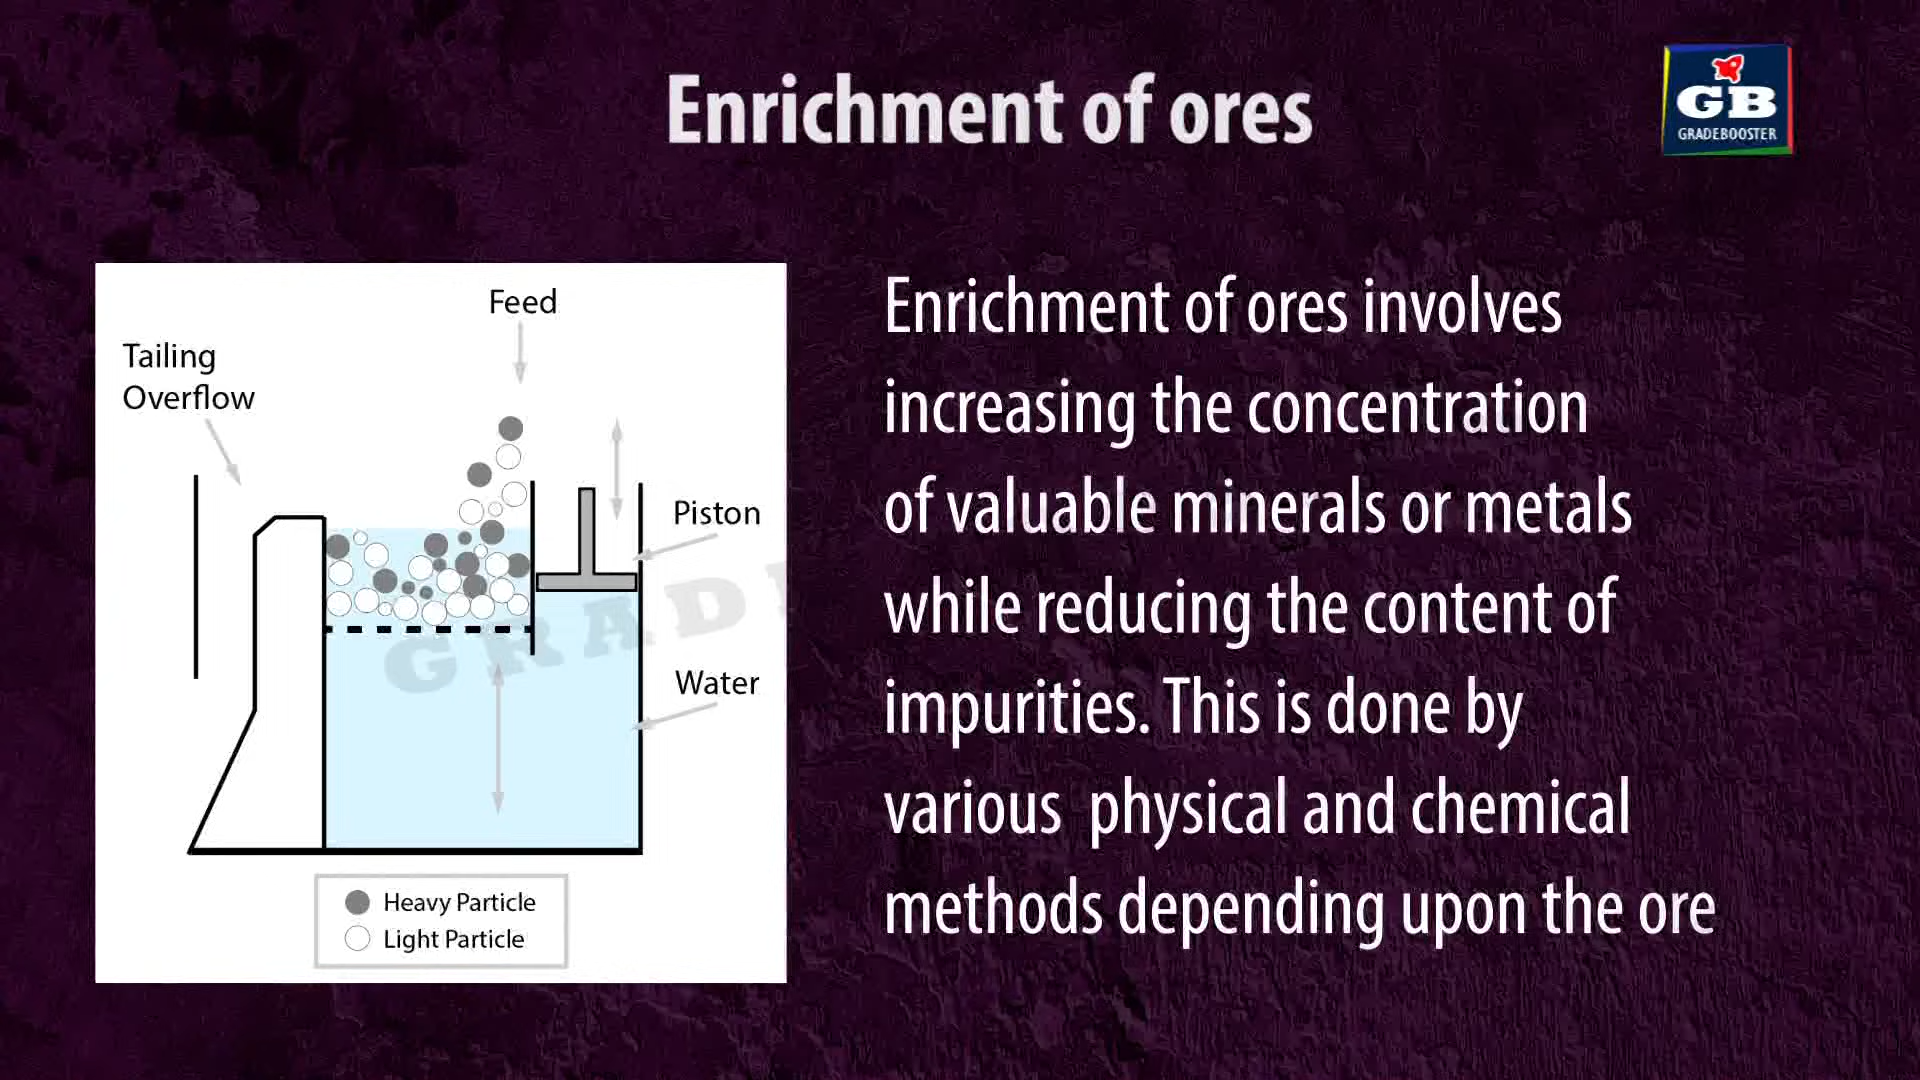 Enrichment of ores
GB
GRADEBOOSTER
Feed
Tailing
Overflow
Piston
Water
GRAD
Heavy Particle
Light Particle
Enrichment of ores involves
increasing the concentration
of valuable minerals or metals
while reducing the content of
impurities. This is done by
various physical and chemical
methods depending upon the ore